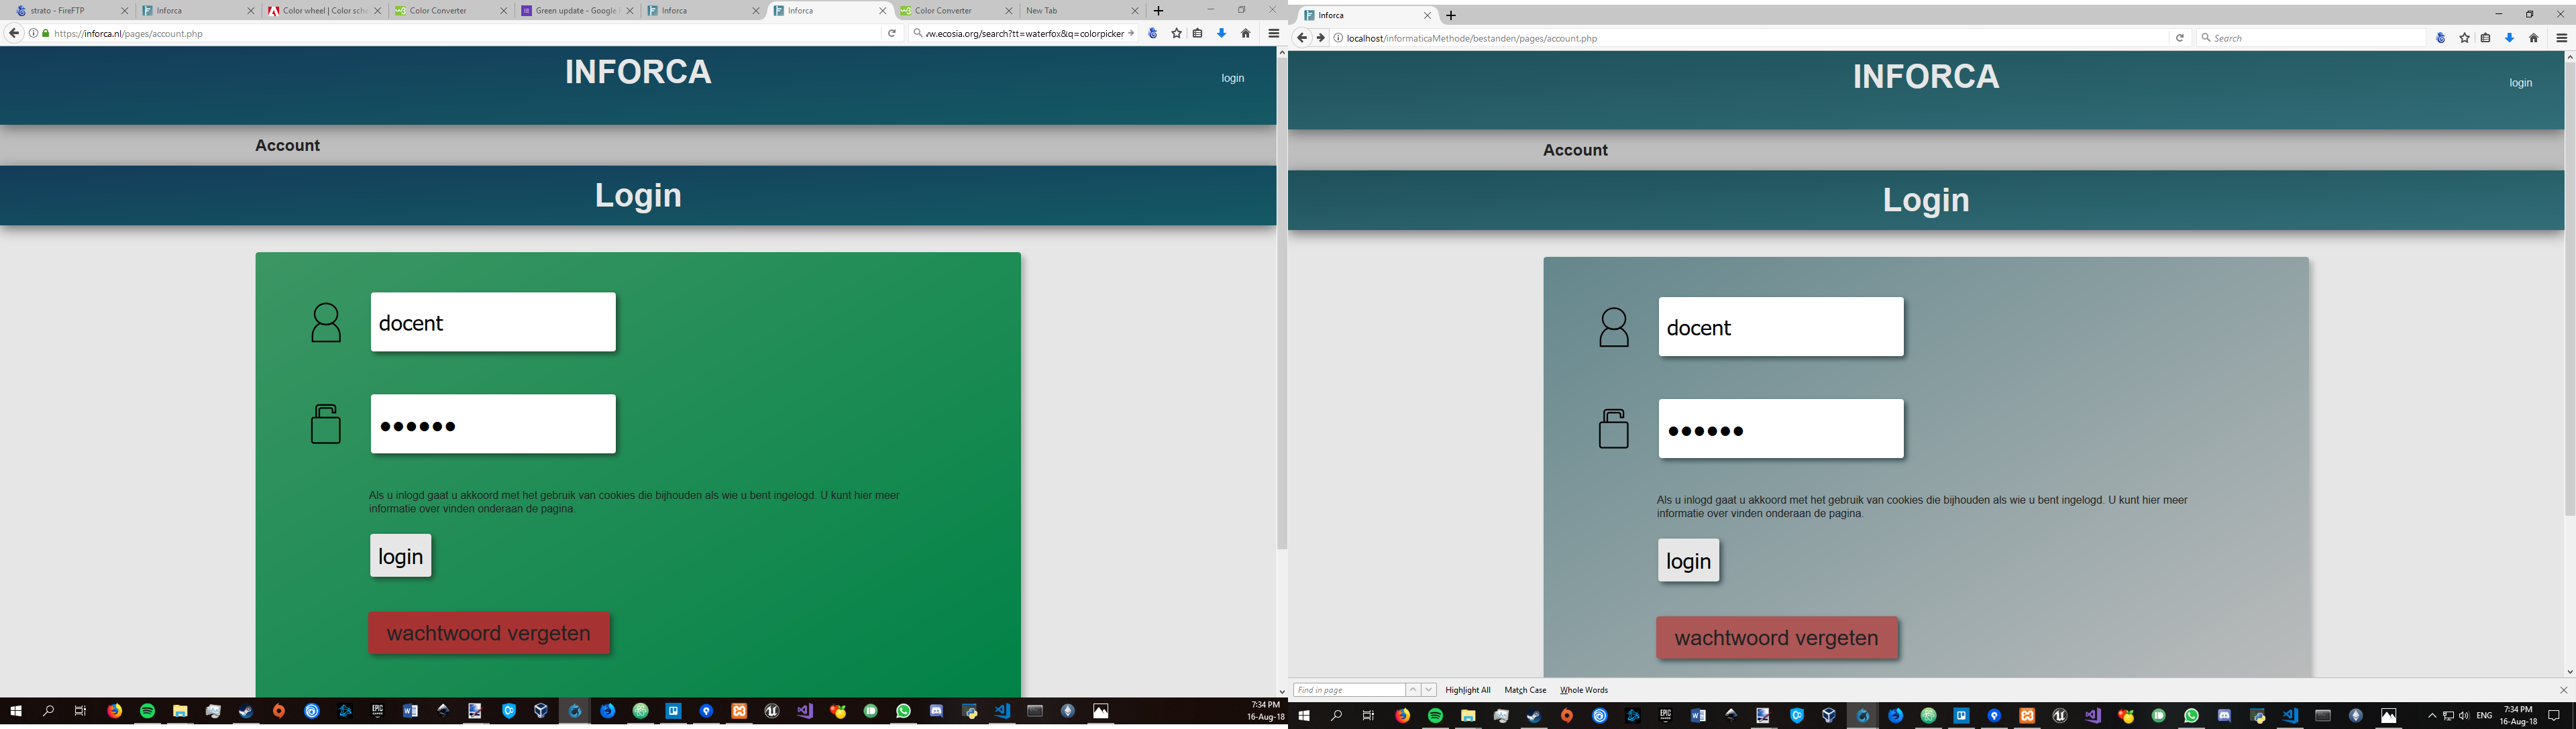 strato - FireFTP
Inforca
Color wheel | Color sche
Color Converter
Green update - Google
Inforca
Inforca
Color Converter
New Tab
https://inforca.nl/pages/account.php
w.ecosia.org/search?tt=waterfox&q=colorpicker
INFORCA
login
Account
Login
docent
Als u inlogd gaat u akkoord met het gebruik van cookies die bijhouden als wie u bent ingelogd. U kunt hier meer
informatie over vinden onderaan de pagina.
login
wachtwoord vergeten
EPIC
7:34 PM
16-Aug-18
Inforca
localhost/informaticaMethode/bestanden/pages/account.php
Search
INFORCA
login
Account
Login
docent
Als u inlogd gaat u akkoord met het gebruik van cookies die bijhouden als wie u bent ingelogd. U kunt hier meer
informatie over vinden onderaan de pagina.
login
wachtwoord vergeten
Find in page
Highlight All
Match Case
Whole Words
EPIC
ENG
7:34 PM
16-Aug-18